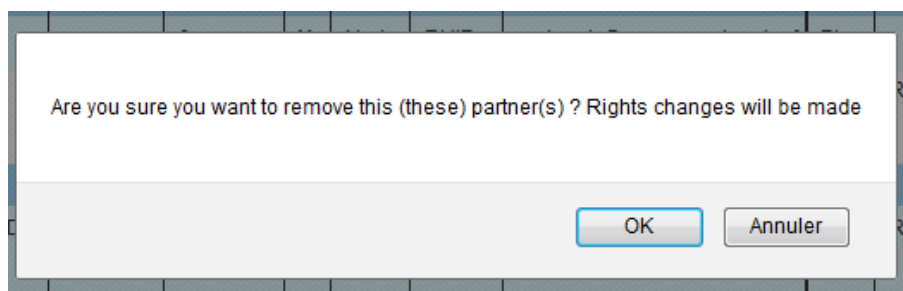 Are you sure you want to remove this (these) partner(s) ? Rights changes will be made
OK
Annuler